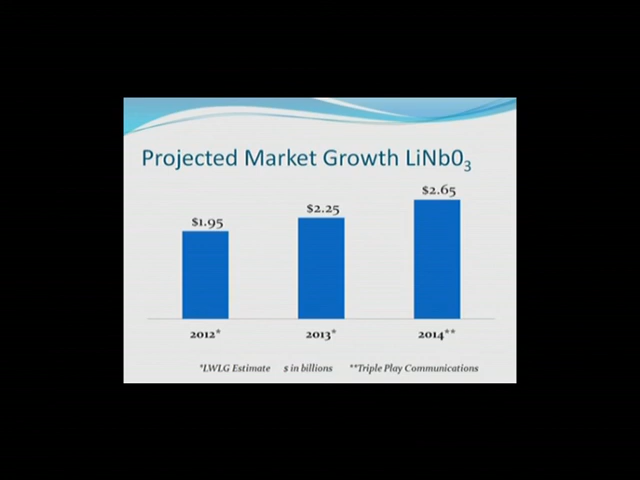 Projected Market Growth LiNb0₃
$1.95 $2.25 $2.65
2012* 2013* 2014**
*LWLG Estimate $ in billions **Triple Play Communications